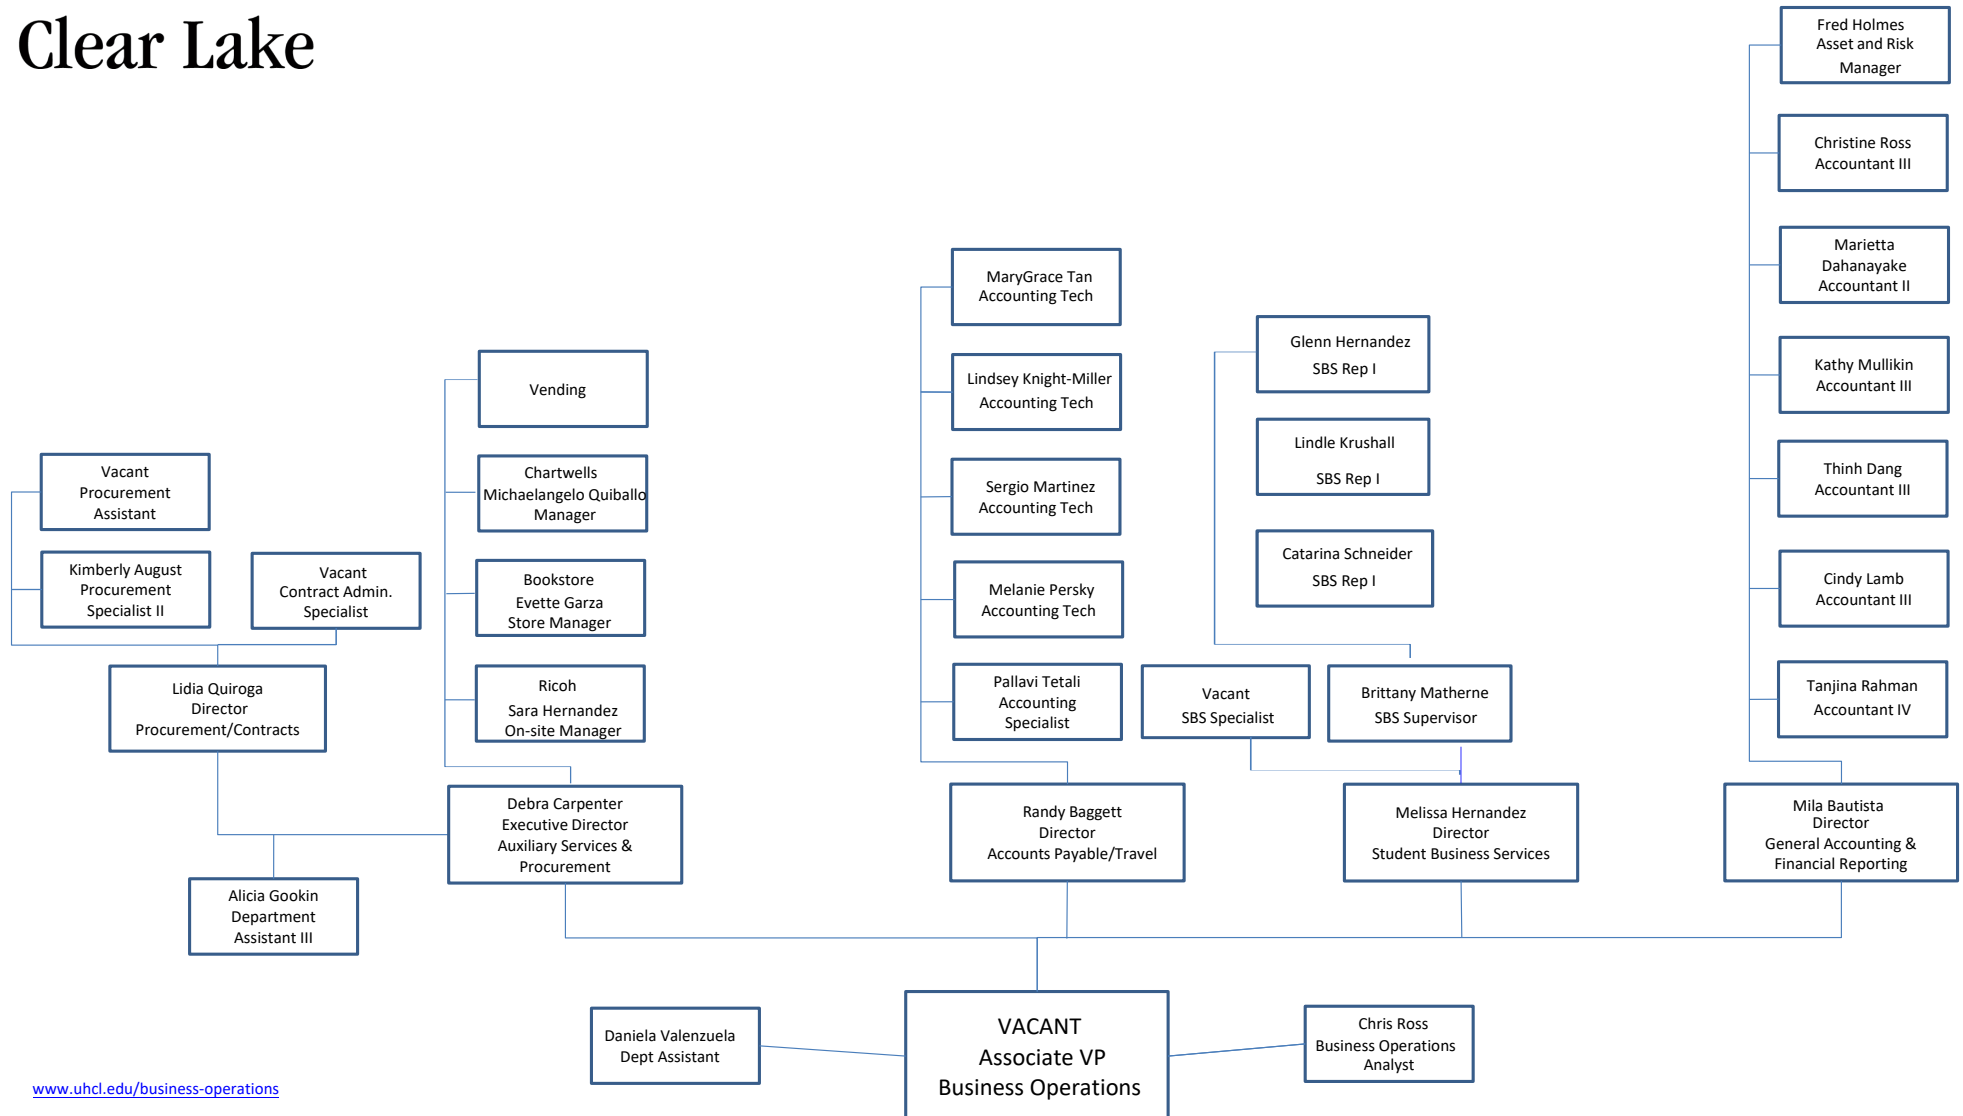 Clear Lake
Fred Holmes
Asset and Risk
Manager
Christine Ross
Accountant III
Marietta
Dahanayake
Accountant II
Kathy Mullikin
Accountant III
Thinh Dang
Accountant III
Cindy Lamb
Accountant III
Tanjina Rahman
Accountant IV
MaryGrace Tan
Accounting Tech
Lindsey Knight-Miller
Accounting Tech
Sergio Martinez
Accounting Tech
Melanie Persky
Accounting Tech
Pallavi Tetali
Accounting
Specialist
Glenn Hernandez
SBS Rep I
Lindle Krushall
SBS Rep I
Catarina Schneider
SBS Rep I
Vacant
SBS Specialist
Brittany Matherne
SBS Supervisor
Vending
Chartwells
Michaelangelo Quiballo
Manager
Bookstore
Evette Garza
Store Manager
Ricoh
Sara Hernandez
On-site Manager
Vacant
Procurement
Assistant
Kimberly August
Procurement
Specialist II
Vacant
Contract Admin.
Specialist
Lidia Quiroga
Director
Procurement/Contracts
Debra Carpenter
Executive Director
Auxiliary Services &
Procurement
Randy Baggett
Director
Accounts Payable/Travel
Melissa Hernandez
Director
Student Business Services
Mila Bautista
Director
General Accounting &
Financial Reporting
Alicia Gookin
Department
Assistant III
Daniela Valenzuela
Dept Assistant
VACANT
Associate VP
Business Operations
Chris Ross
Business Operations
Analyst
www.uhcl.edu/business-operations